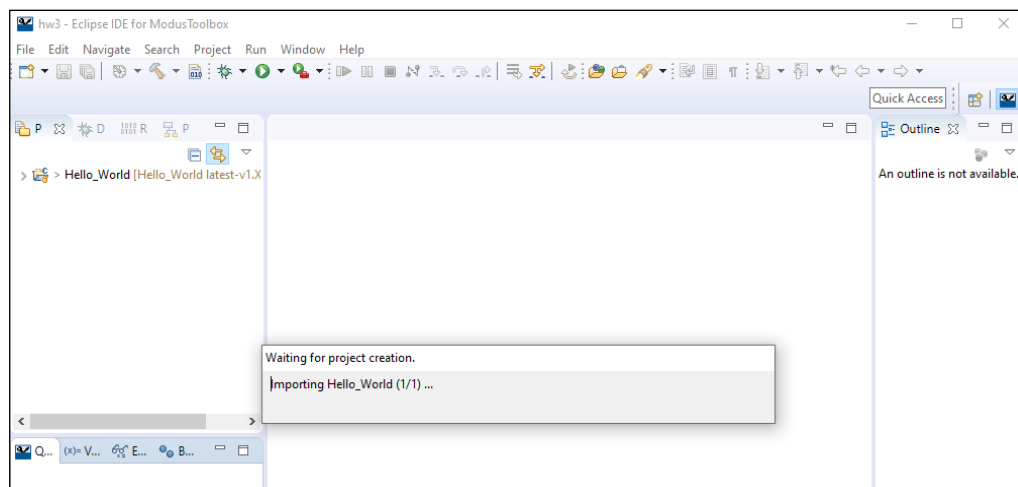 hw3 - Eclipse IDE for ModusToolbox
File Edit Navigate Search Project Run Window Help
Quick Access
P D R P
> Hello_World [Hello_World latest-v1.X
Outline
An outline is not available.
Waiting for project creation.
Importing Hello_World (1/1) ...
Q... (x)= V... E... B...